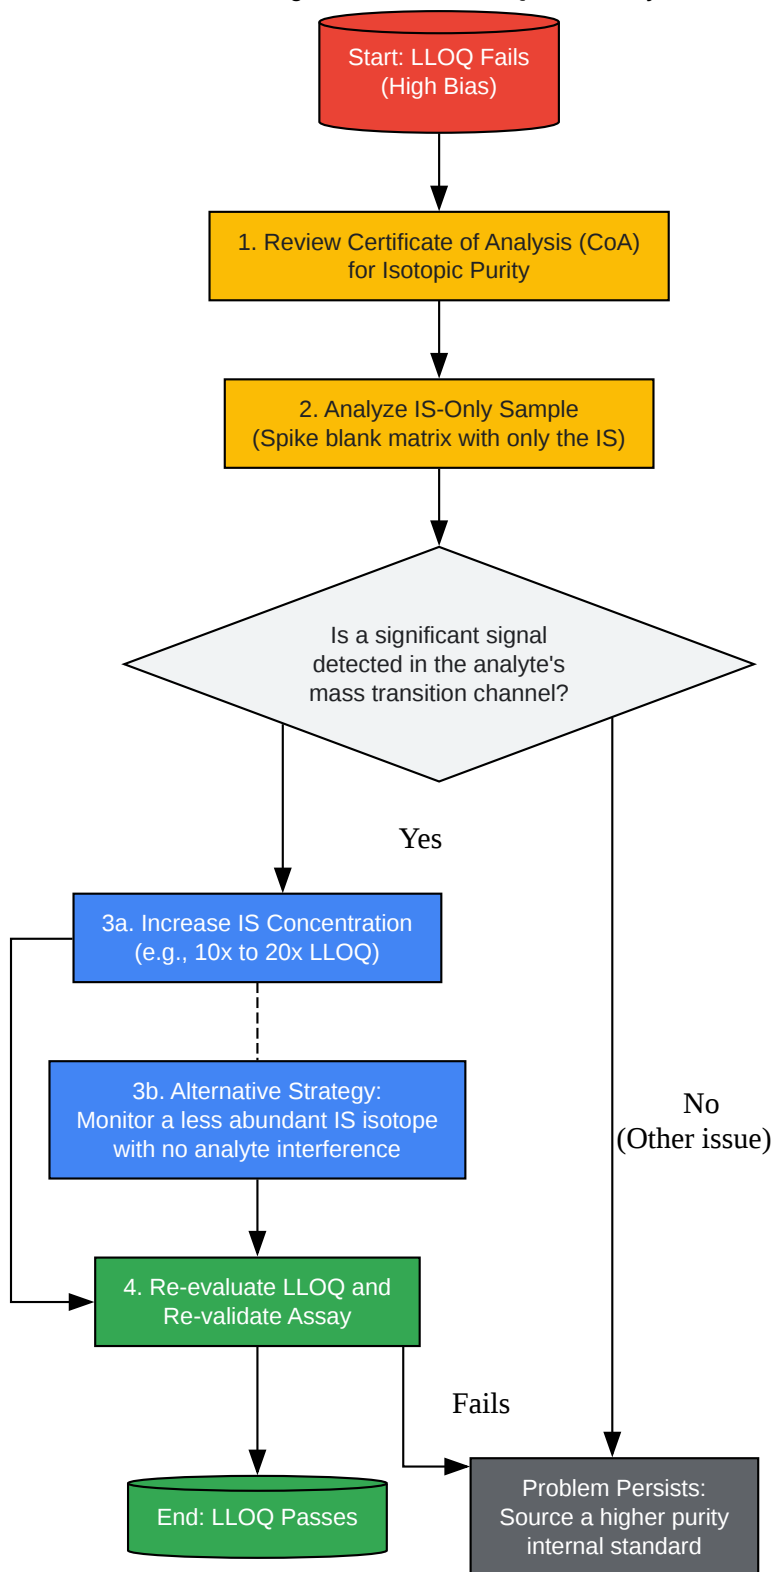 Start: LLOQ Fails
(High Bias)
1. Review Certificate of Analysis (CoA)
for Isotopic Purity
2. Analyze IS-Only Sample
(Spike blank matrix with only the IS)
Is a significant signal
detected in the analyte's
mass transition channel?
Yes
3a. Increase IS Concentration
(e.g., 10x to 20x LLOQ)
3b. Alternative Strategy:
Monitor a less abundant IS isotope
with no analyte interference
No
(Other issue)
4. Re-evaluate LLOQ and
Re-validate Assay
Fails
End: LLOQ Passes
Problem Persists:
Source a higher purity
internal standard